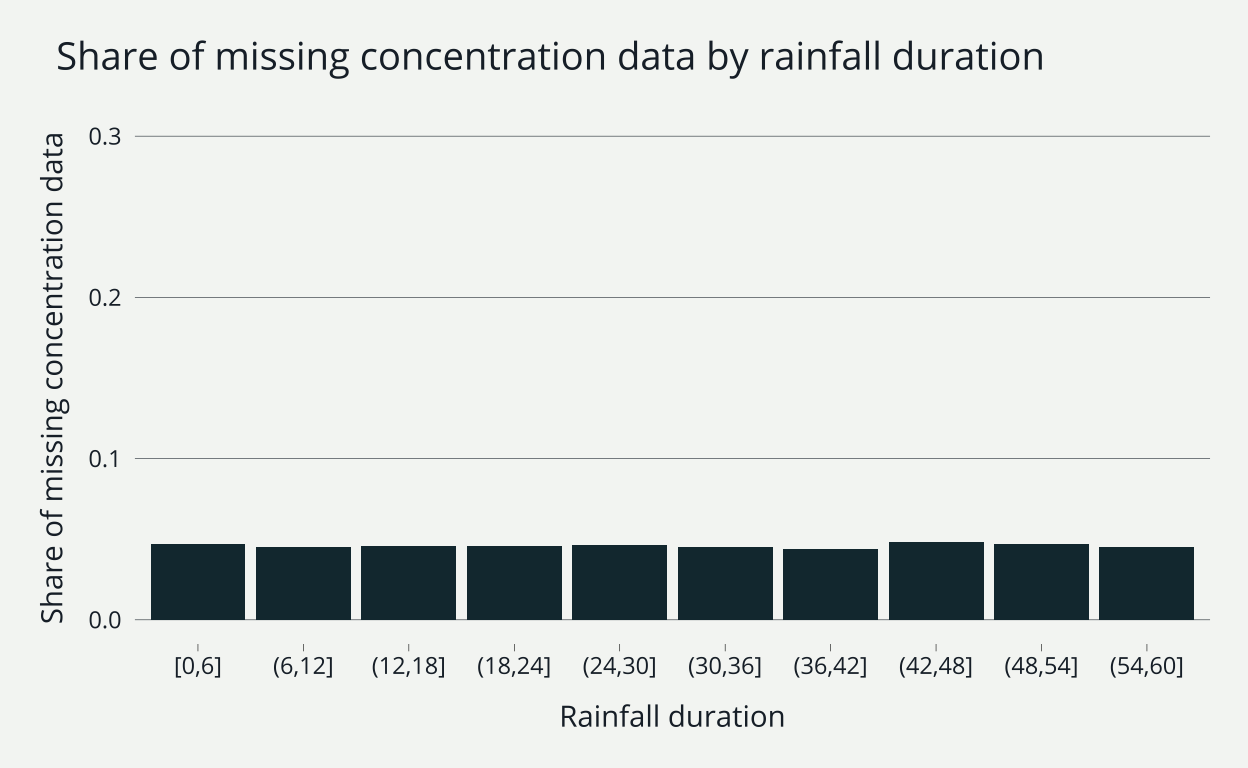 Share of missing concentration data by rainfall duration
Share of missing concentration data
0.3
0.2
0.1
0.0
[0,6] (6,12] (12,18] (18,24] (24,30] (30,36] (36,42] (42,48] (48,54] (54,60]
Rainfall duration